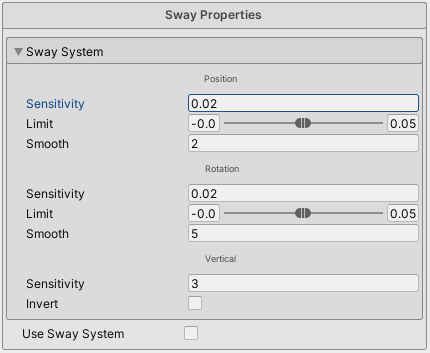 Sway Properties
Sway System
Position
Sensitivity 0.02
Limit -0.0 0.05
Smooth 2
Rotation
Sensitivity 0.02
Limit -0.0 0.05
Smooth 5
Vertical
Sensitivity 3
Invert
Use Sway System